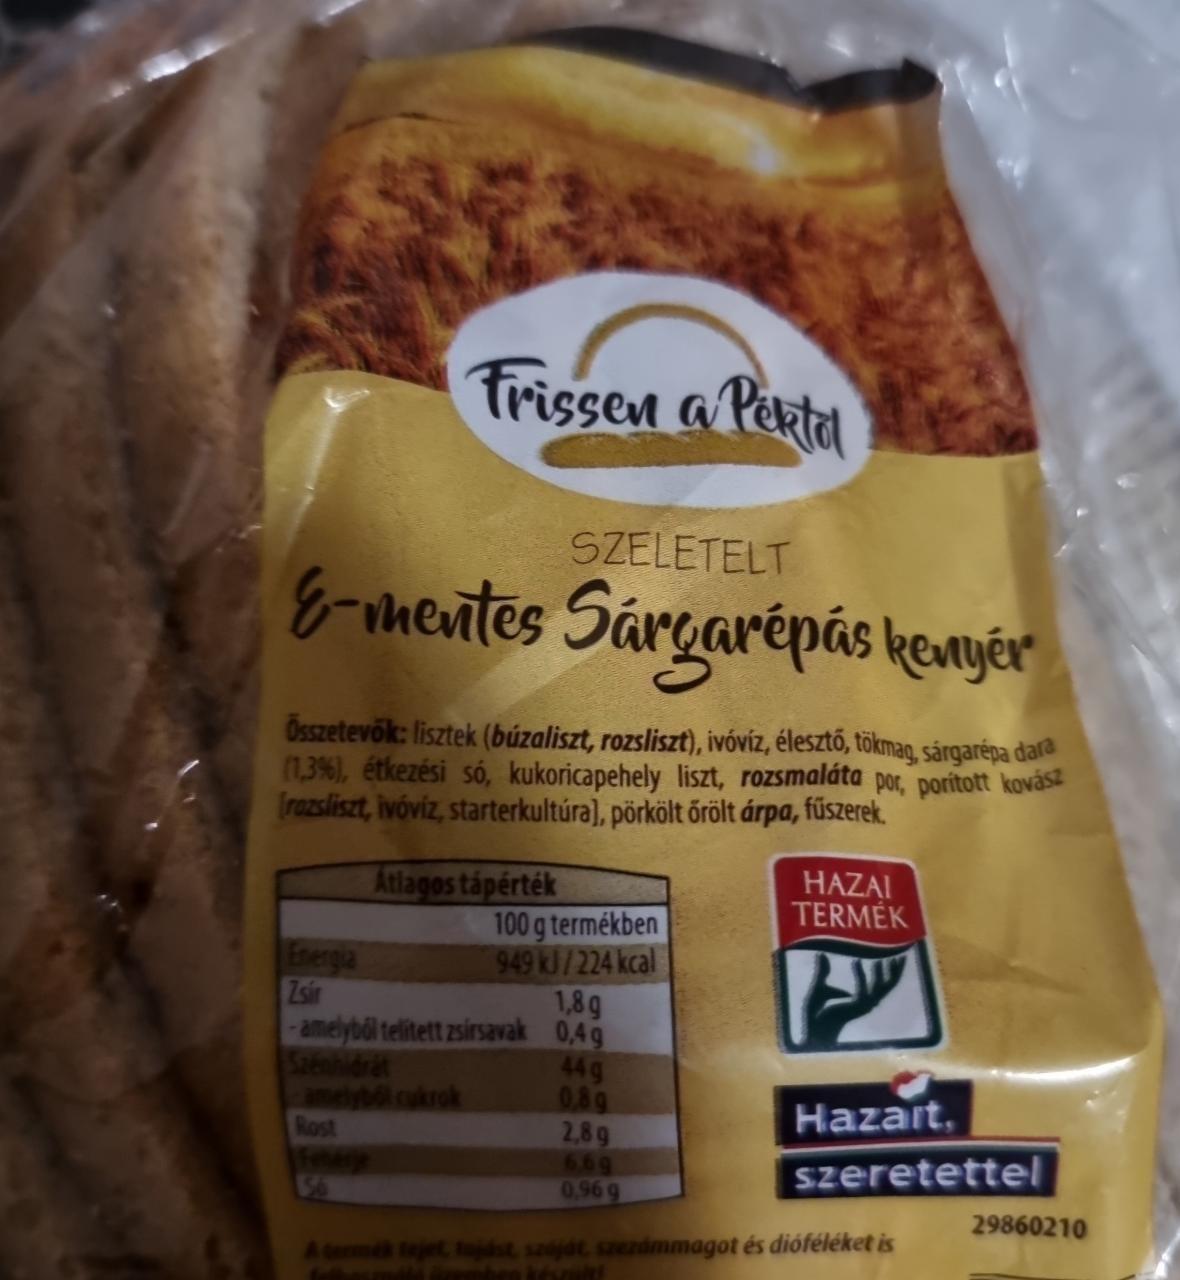 Frissen a Péktől
SZELETELT
E-mentes Sárgarépás kenyér
Összetevők: lisztek (búzaliszt, rozsliszt), ivóvíz, élesztő, tökmag, sárgarépa dara
(1,3%), étkezési só, kukoricapehely liszt, rozsmaláta por, porított kovász
[rozsliszt, ivóvíz, starterkultúra], pörkölt őrölt árpa, fűszerek.
Átlagos tápérték
100 g termékben
Energia 949 kJ / 224 kcal
Zsír 1,8 g
- amelyből telített zsírsavak 0,4 g
Szénhidrát 44 g
- amelyből cukrok 0,8 g
Rost 2,8 g
Fehérje 6,6 g
Só 0,96 g
HAZAI
TERMÉK
Hazait,
szeretettel
29860210
A termék tejet, tojást, szóját, szezámmagot és dióféléket is
felhasználó üzemben készült!